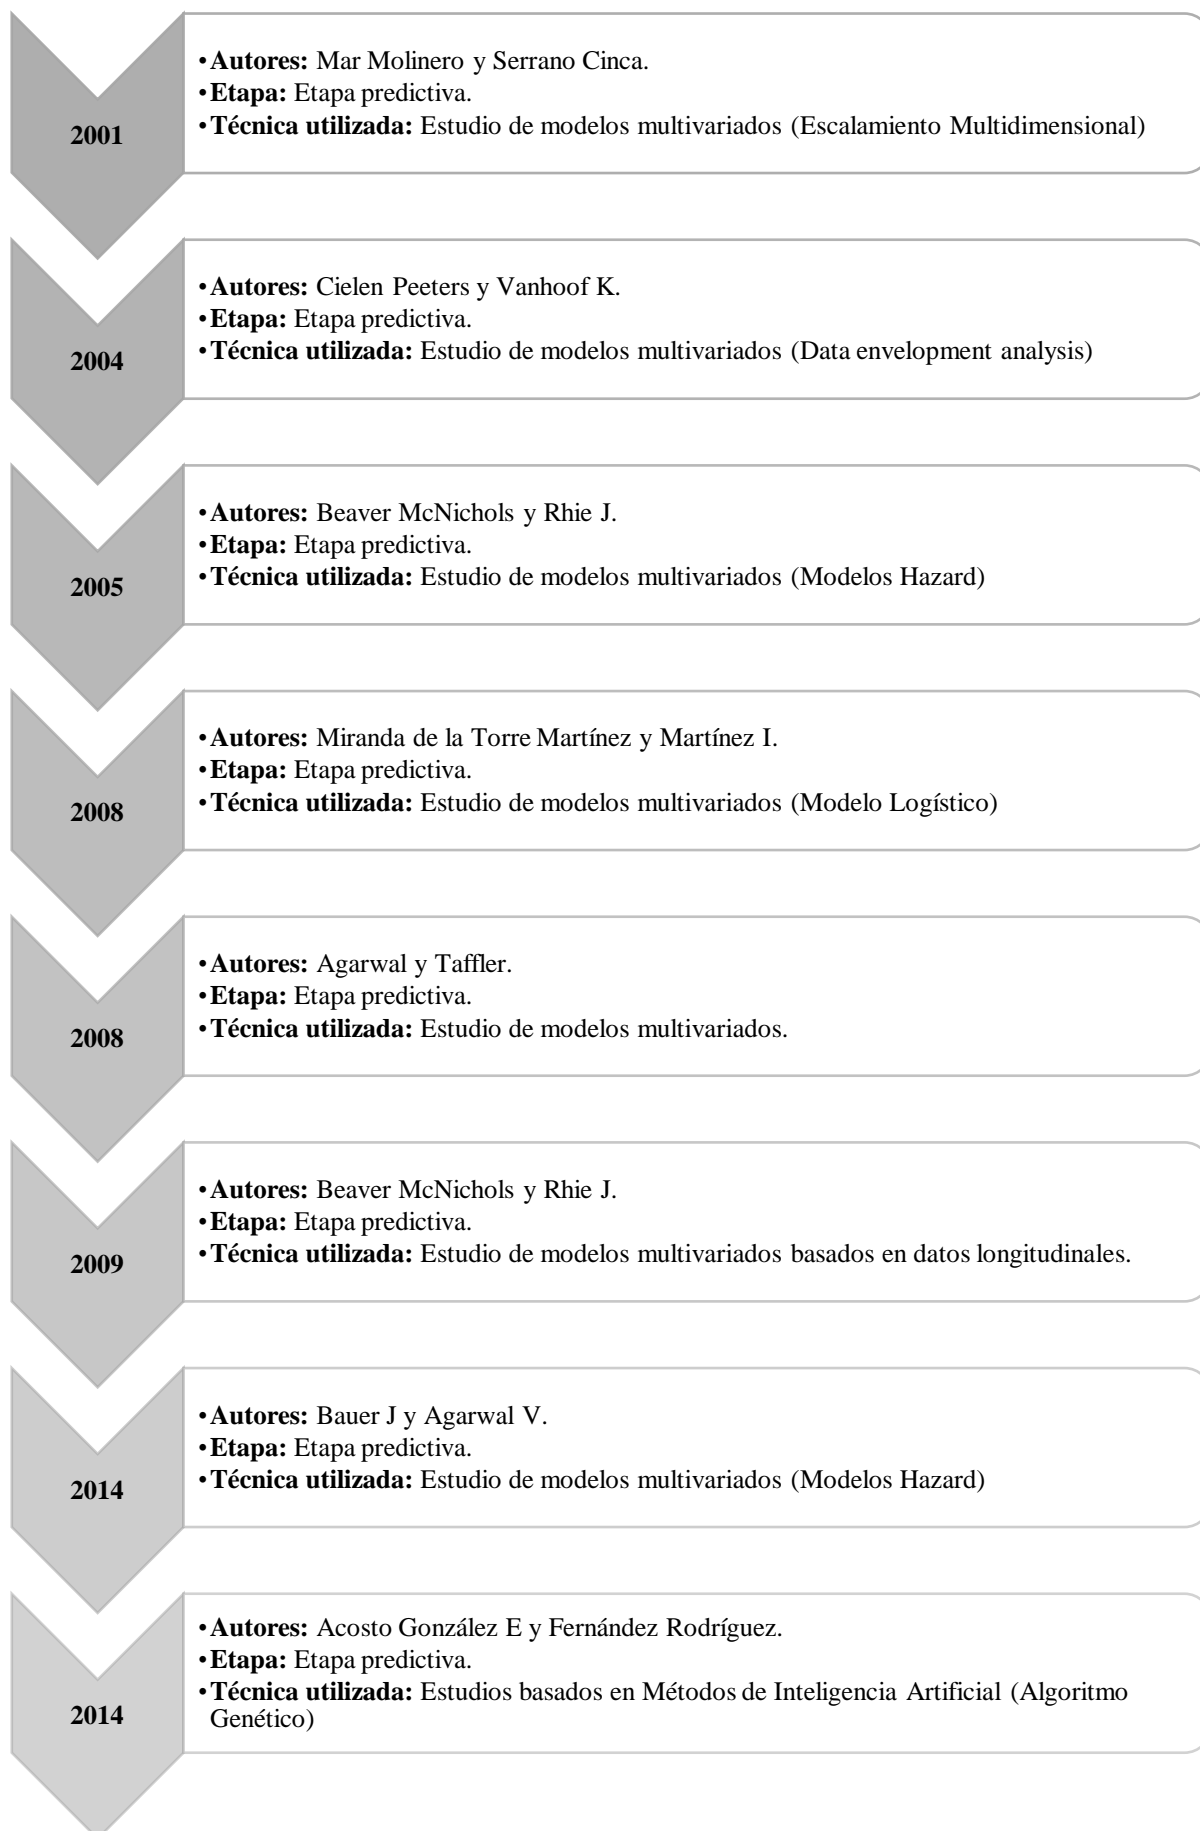 2001
•Autores: Mar Molinero y Serrano Cinca.
•Etapa: Etapa predictiva.
•Técnica utilizada: Estudio de modelos multivariados (Escalamiento Multidimensional)
2004
•Autores: Cielen Peeters y Vanhoof K.
•Etapa: Etapa predictiva.
•Técnica utilizada: Estudio de modelos multivariados (Data envelopment analysis)
2005
•Autores: Beaver McNichols y Rhie J.
•Etapa: Etapa predictiva.
•Técnica utilizada: Estudio de modelos multivariados (Modelos Hazard)
2008
•Autores: Miranda de la Torre Martínez y Martínez I.
•Etapa: Etapa predictiva.
•Técnica utilizada: Estudio de modelos multivariados (Modelo Logístico)
2008
•Autores: Agarwal y Taffler.
•Etapa: Etapa predictiva.
•Técnica utilizada: Estudio de modelos multivariados.
2009
•Autores: Beaver McNichols y Rhie J.
•Etapa: Etapa predictiva.
•Técnica utilizada: Estudio de modelos multivariados basados en datos longitudinales.
2014
•Autores: Bauer J y Agarwal V.
•Etapa: Etapa predictiva.
•Técnica utilizada: Estudio de modelos multivariados (Modelos Hazard)
2014
•Autores: Acosto González E y Fernández Rodríguez.
•Etapa: Etapa predictiva.
•Técnica utilizada: Estudios basados en Métodos de Inteligencia Artificial (Algoritmo
Genético)